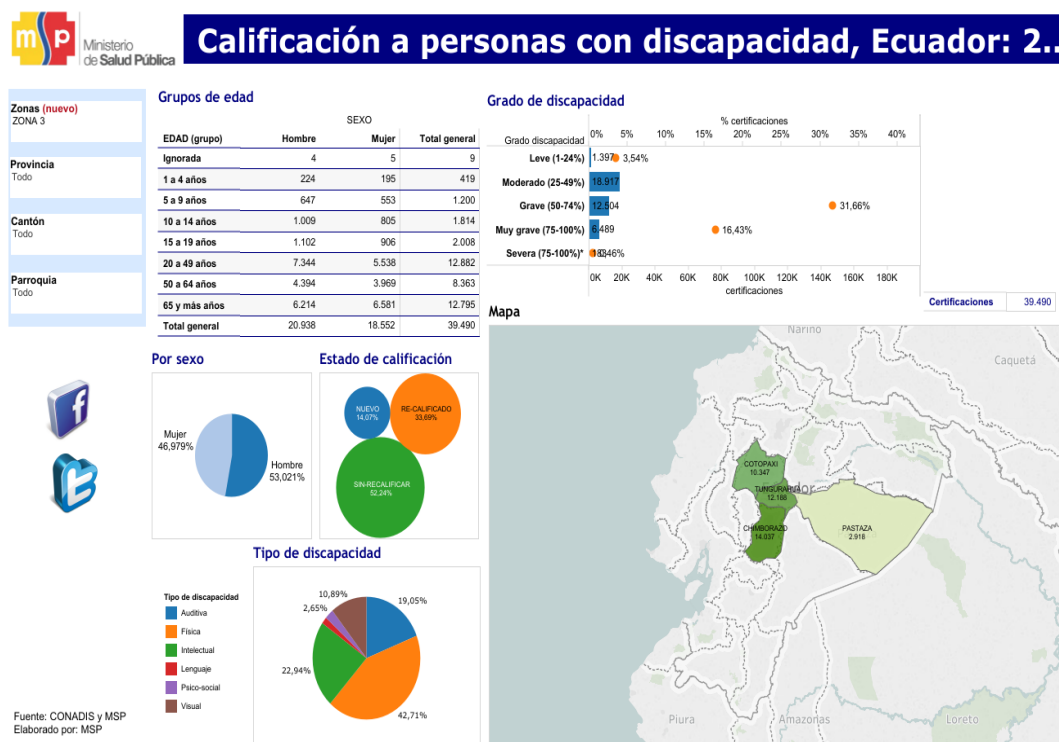 msp
Ministerio
de Salud Pública
Calificación a personas con discapacidad, Ecuador: 2..
Zonas (nuevo)
ZONA 3
Provincia
Todo
Cantón
Todo
Parroquia
Todo
Grupos de edad
SEXO
EDAD (grupo) Hombre Mujer Total general
Ignorada 4 5 9
1 a 4 años 224 195 419
5 a 9 años 647 553 1.200
10 a 14 años 1.009 805 1.814
15 a 19 años 1.102 906 2.008
20 a 49 años 7.344 5.538 12.882
50 a 64 años 4.394 3.969 8.363
65 y más años 6.214 6.581 12.795
Total general 20.938 18.552 39.490
Grado de discapacidad
% certificaciones
Grado discapacidad 0% 5% 10% 15% 20% 25% 30% 35% 40%
Leve (1-24%) 1.397 3,54%
Moderado (25-49%) 18.917
Grave (50-74%) 12.504 31,66%
Muy grave (75-100%) 6.489 16,43%
Severa (75-100%)*
0K 20K 40K 60K 80K 100K 120K 140K 160K 180K
certificaciones
Certificaciones 39.490
Por sexo
Mujer
46,979%
Hombre
53,021%
Estado de calificación
NUEVO
14,07%
RE-CALIFICADO
33,69%
SIN-RECALIFICAR
52,24%
Tipo de discapacidad
Tipo de discapacidad
Auditiva
Física
Intelectual
Lenguaje
Psico-social
Visual
10,89%
19,05%
2,65%
22,94%
42,71%
Mapa
Nariño
Caquetá
COTOPAXI
10.347
TUNGURAHUA
12.188
CHIMBORAZO
14.037
PASTAZA
2.918
Piura
Amazonas
Loreto
Fuente: CONADIS y MSP
Elaborado por: MSP